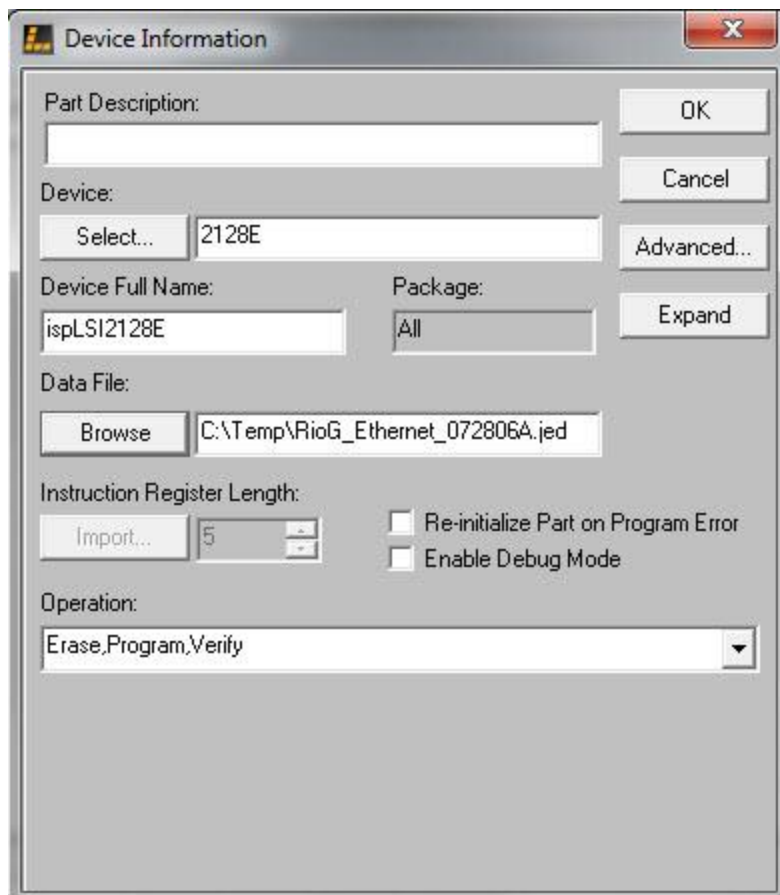 Device Information
Part Description:
OK
Cancel
Device:
Select...
2128E
Advanced...
Device Full Name:
Package:
Expand
ispLSI2128E
All
Data File:
Browse
C:\Temp\RioG_Ethernet_072806A.jed
Instruction Register Length:
Import...
5
Re-initialize Part on Program Error
Enable Debug Mode
Operation:
Erase,Program,Verify